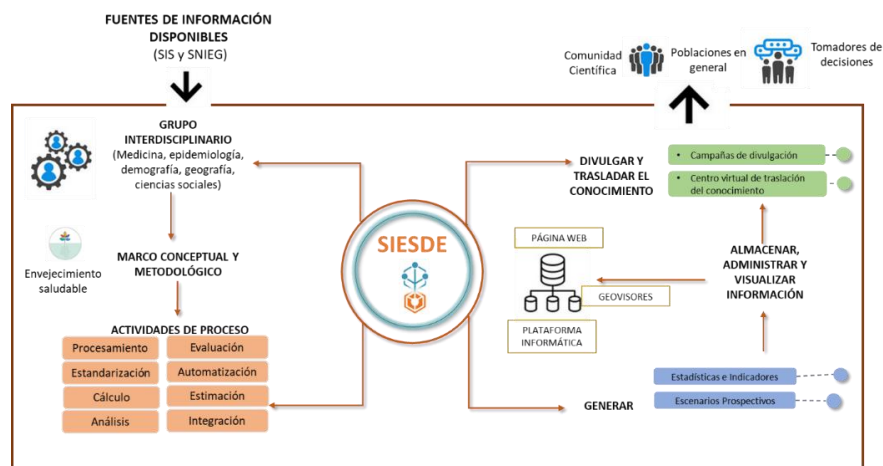 FUENTES DE INFORMACIÓN
DISPONIBLES
(SIS y SNIEG)
Comunidad
Científica
Poblaciones en
general
Tomadores de
decisiones
GRUPO
INTERDISCIPLINARIO
(Medicina, epidemiología,
demografía, geografía,
ciencias sociales)
Envejecimiento
saludable
MARCO CONCEPTUAL Y
METODOLÓGICO
ACTIVIDADES DE PROCESO
Procesamiento
Evaluación
Estandarización
Automatización
Cálculo
Estimación
Análisis
Integración
SIESDE
DIVULGAR Y
TRASLADAR EL
CONOCIMIENTO
• Campañas de divulgación
• Centro virtual de traslación
del conocimiento
PÁGINA WEB
GEOVISORES
PLATAFORMA
INFORMÁTICA
ALMACENAR,
ADMINISTRAR Y
VISUALIZAR
INFORMACIÓN
GENERAR
Estadísticas e Indicadores
Escenarios Prospectivos